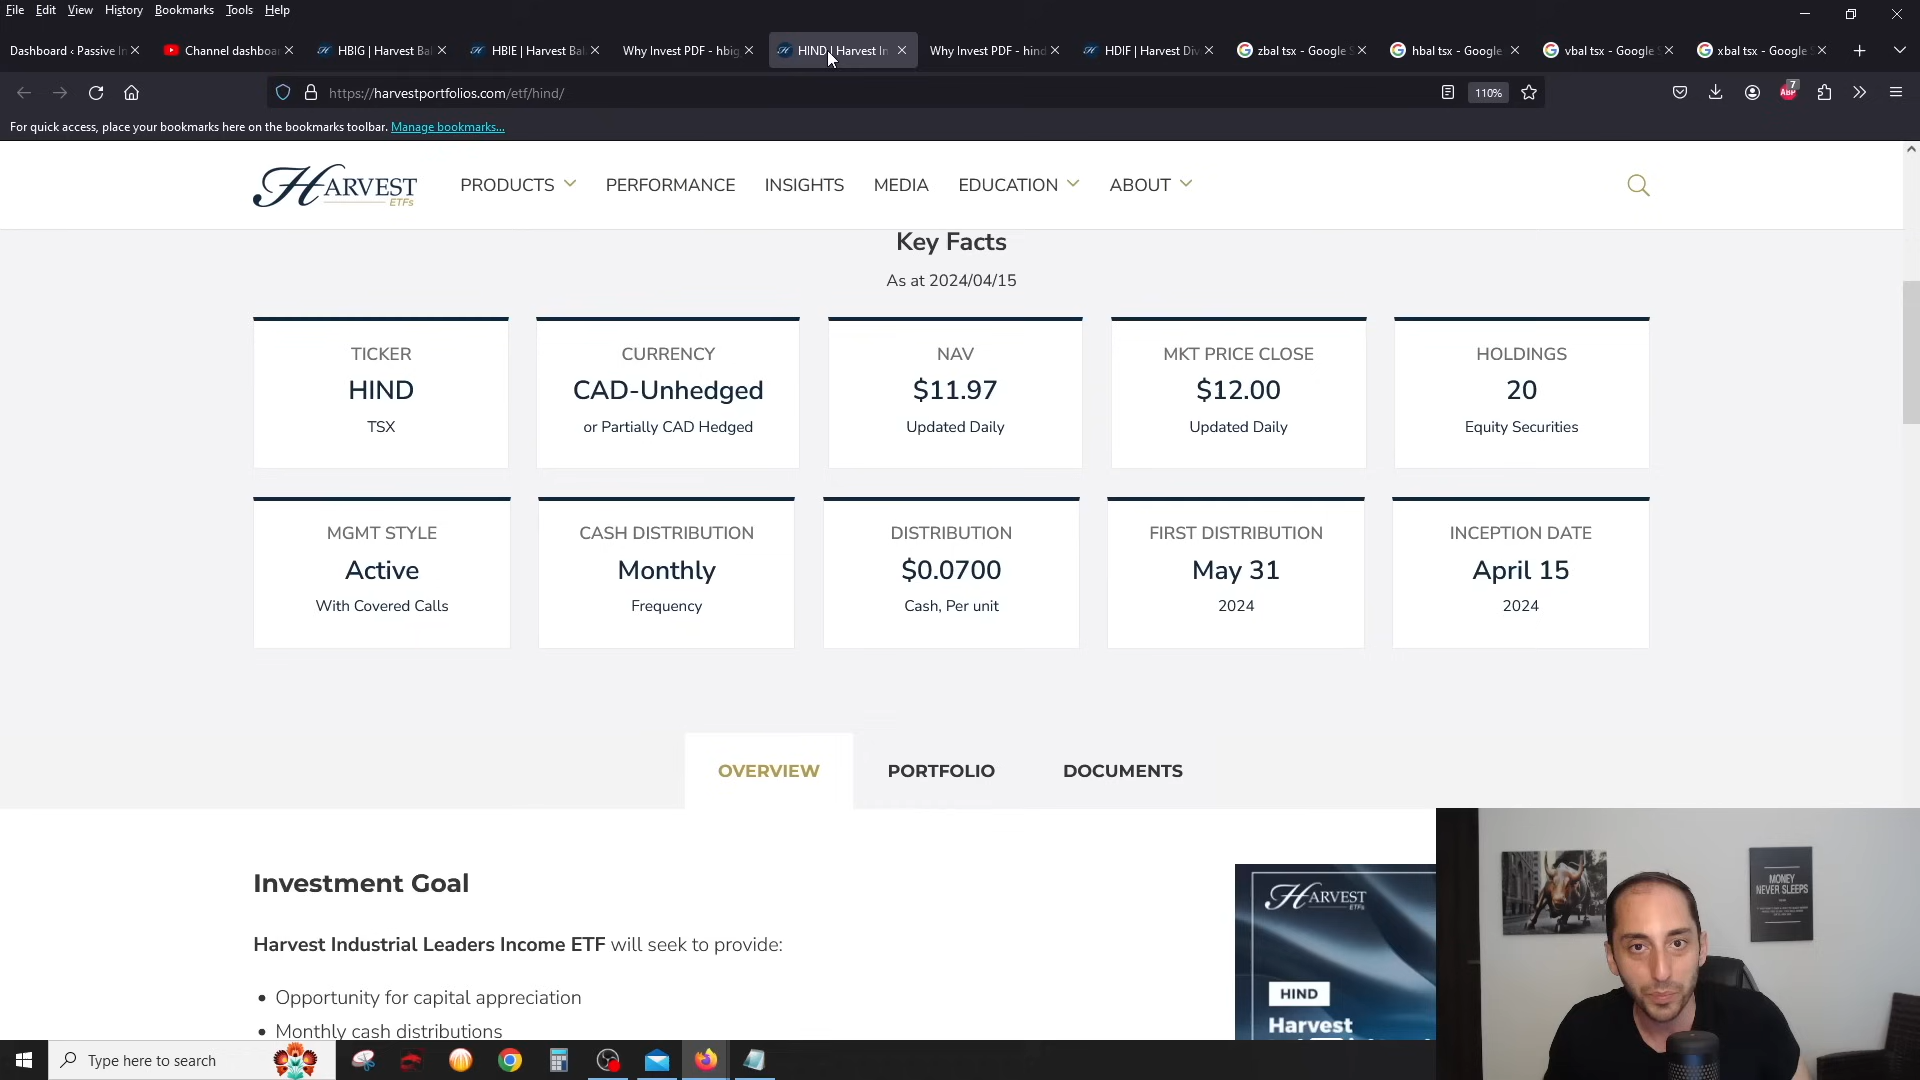 File Edit View History Bookmarks Tools Help
Dashboard ‹ Passive In
Channel dashboa
HBIG | Harvest Ba
HBIE | Harvest Bal
Why Invest PDF - hbig
HIND | Harvest In
Why Invest PDF - hind
HDIF | Harvest Div
zbal tsx - Google S
hbal tsx - Google
vbal tsx - Google
xbal tsx - Google
https://harvestportfolios.com/etf/hind/
110%
ABP
7
For quick access, place your bookmarks here on the bookmarks toolbar. Manage bookmarks...
HARVEST
ETFs
PRODUCTS PERFORMANCE INSIGHTS MEDIA EDUCATION ABOUT
Key Facts
As at 2024/04/15
TICKER
HIND
TSX
CURRENCY
CAD-Unhedged
or Partially CAD Hedged
NAV
$11.97
Updated Daily
MKT PRICE CLOSE
$12.00
Updated Daily
HOLDINGS
20
Equity Securities
MGMT STYLE
Active
With Covered Calls
CASH DISTRIBUTION
Monthly
Frequency
DISTRIBUTION
$0.0700
Cash, Per unit
FIRST DISTRIBUTION
May 31
2024
INCEPTION DATE
April 15
2024
OVERVIEW PORTFOLIO DOCUMENTS
Investment Goal
Harvest Industrial Leaders Income ETF will seek to provide:
• Opportunity for capital appreciation
• Monthly cash distributions
HARVEST
ETFs
HIND
Harvest
MONEY
NEVER SLEEPS
Type here to search